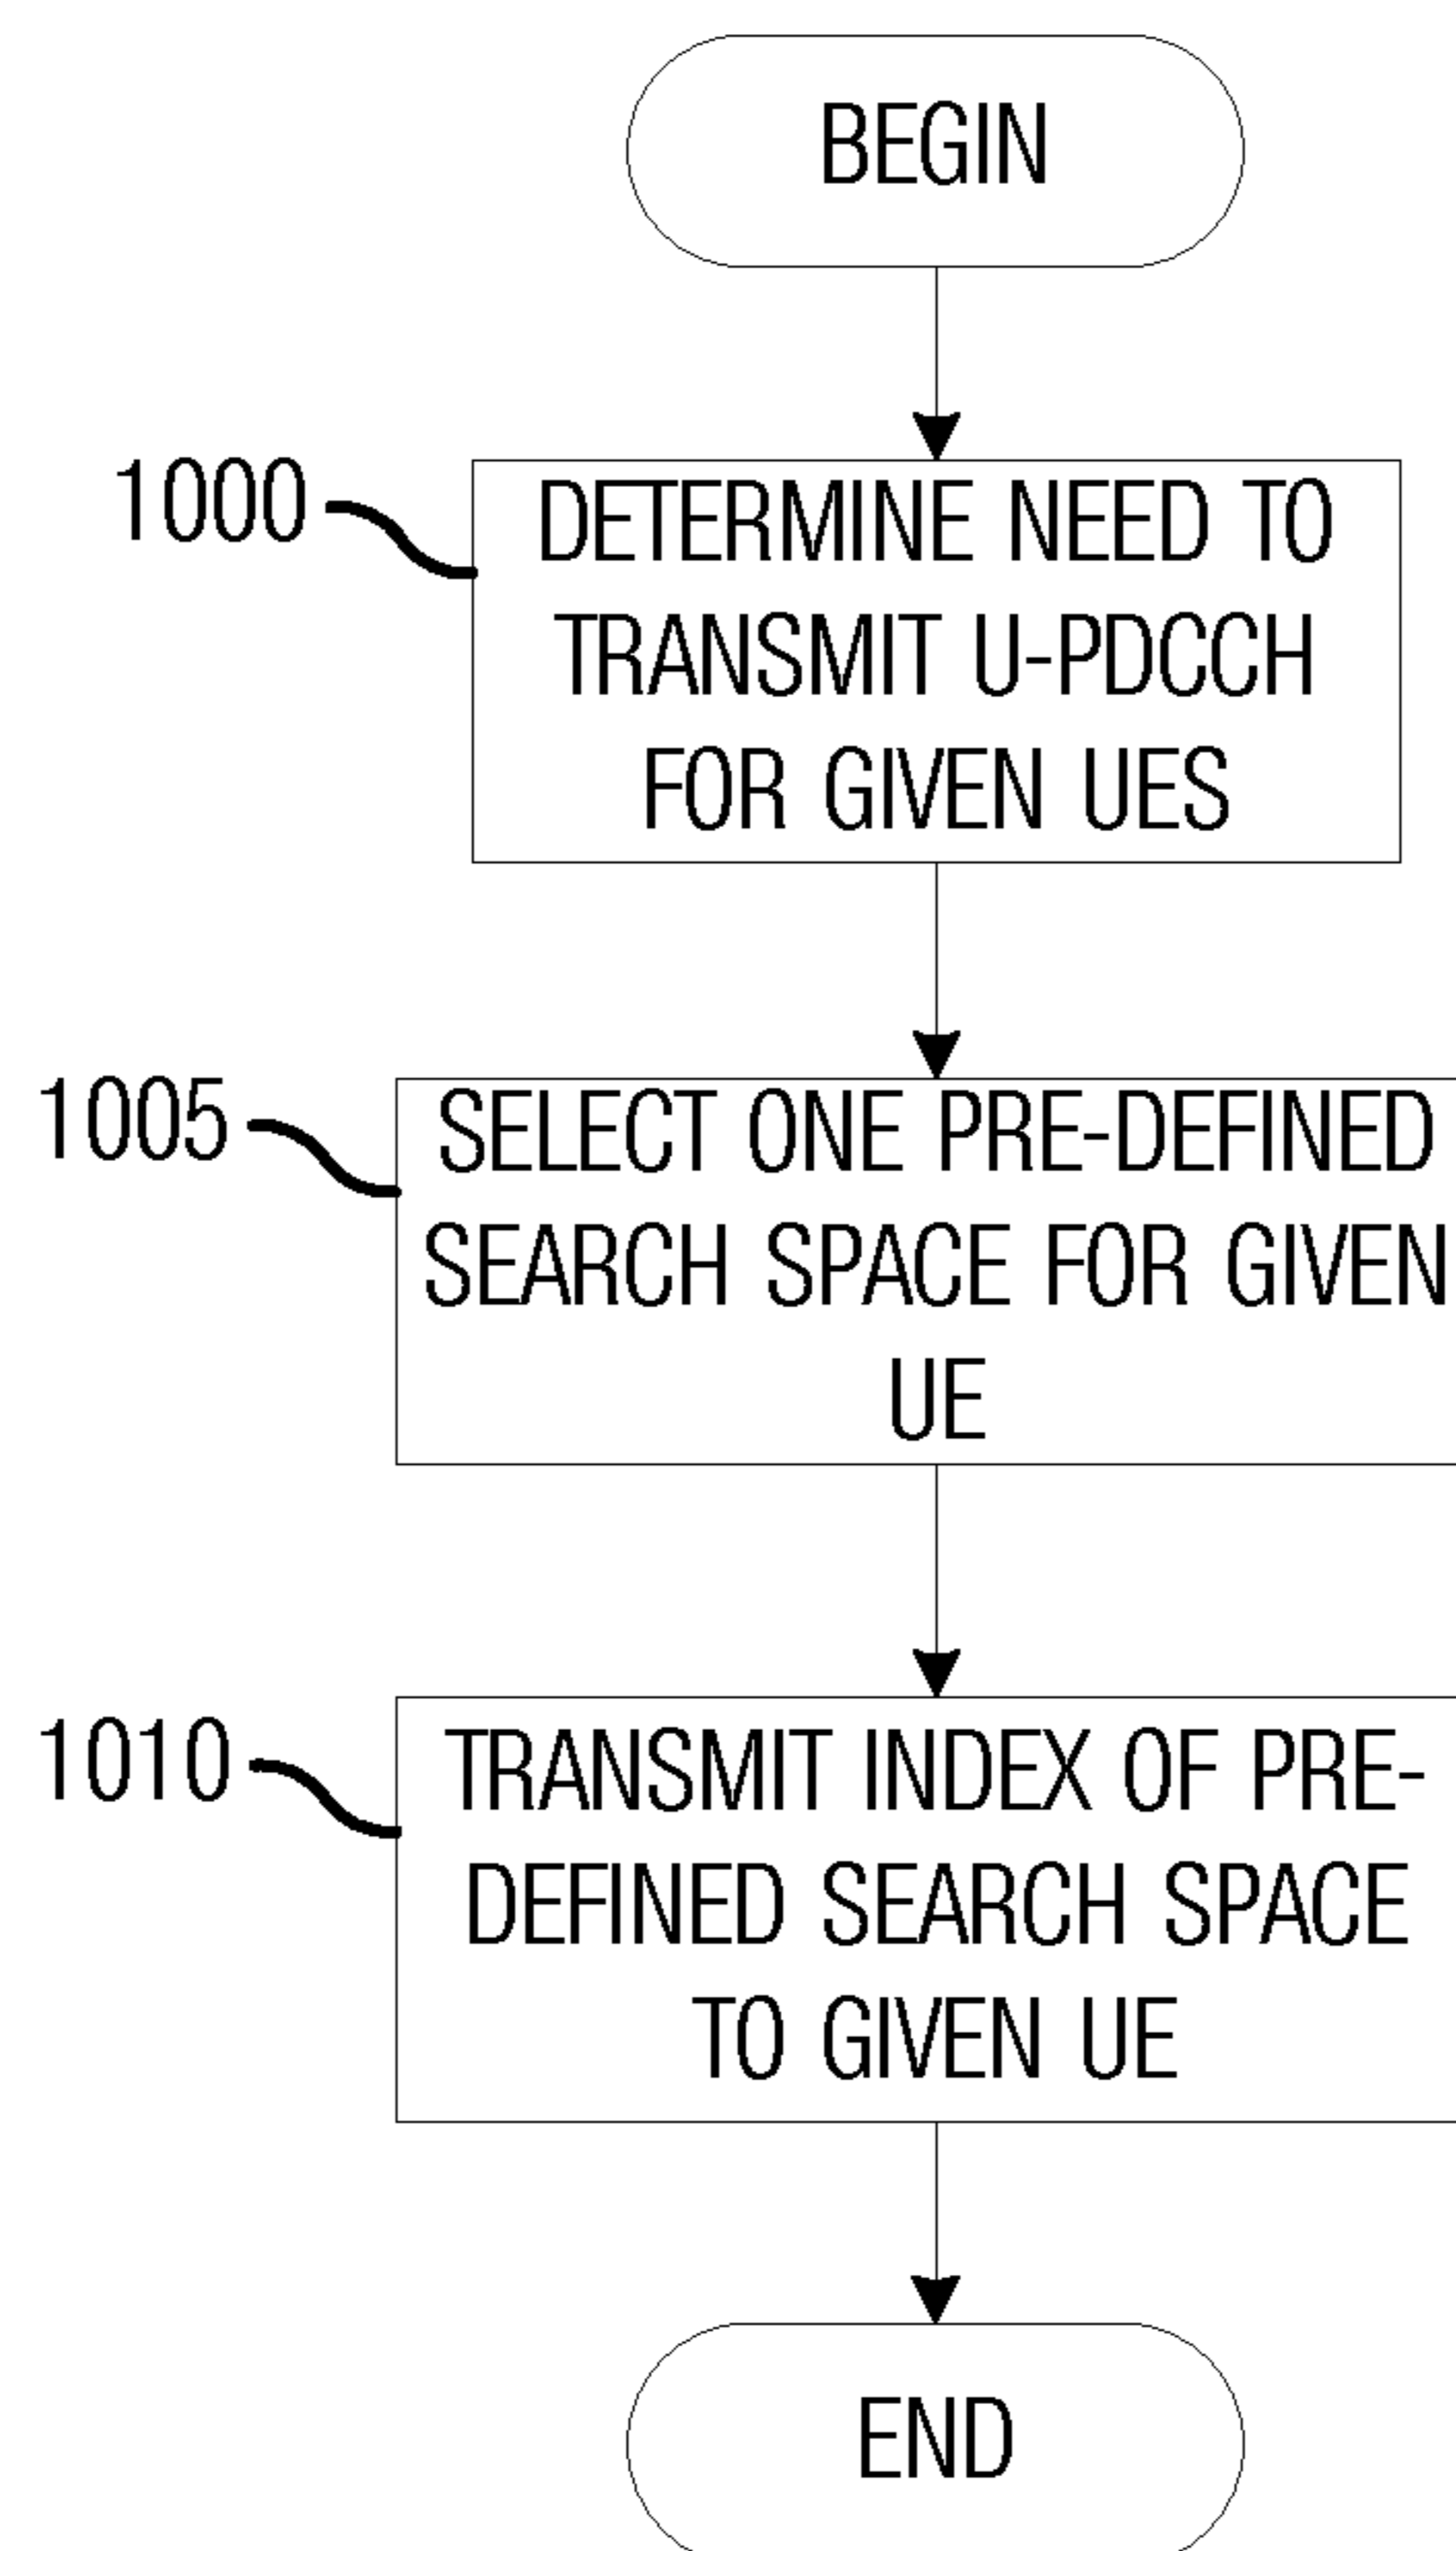 BEGIN
1000
DETERMINE NEED TO
TRANSMIT U-PDCCH
FOR GIVEN UES
1005
SELECT ONE PRE-DEFINED
SEARCH SPACE FOR GIVEN
UE
1010
TRANSMIT INDEX OF PRE-
DEFINED SEARCH SPACE
TO GIVEN UE
END